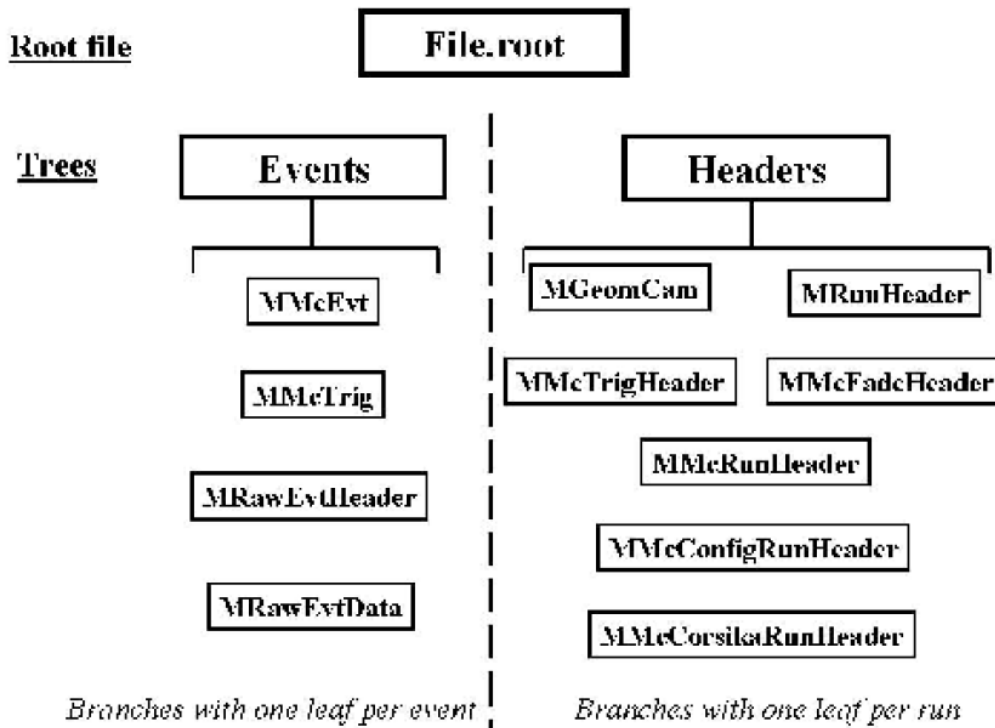 Root file
File.root
Trees
Events
Headers
MMcEvt
MGeomCam
MRunHeader
MMcTrig
MMcTrigHeader
MMcFadcHeader
MRawEvtHeader
MMcRunHeader
MMcConfigRunHeader
MRawEvtData
MMcCorsikaRunHeader
Branches with one leaf per event
Branches with one leaf per run